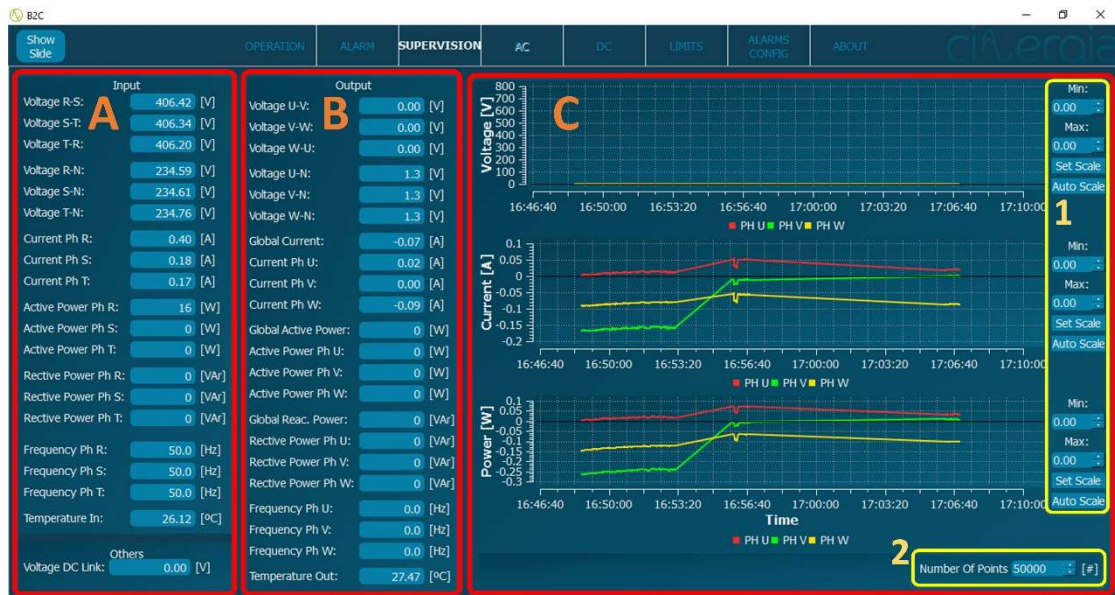 B2C
Show
Slide
OPERATION
ALARM
SUPERVISION
AC
DC
LIMITS
ALARMS
CONFIG
ABOUT
A
Input
Voltage R-S: 406.42 [V]
Voltage S-T: 406.34 [V]
Voltage T-R: 406.20 [V]
Voltage R-N: 234.59 [V]
Voltage S-N: 234.61 [V]
Voltage T-N: 234.76 [V]
Current Ph R: 0.40 [A]
Current Ph S: 0.18 [A]
Current Ph T: 0.17 [A]
Active Power Ph R: 16 [W]
Active Power Ph S: 0 [W]
Active Power Ph T: 0 [W]
Rective Power Ph R: 0 [VAr]
Rective Power Ph S: 0 [VAr]
Rective Power Ph T: 0 [VAr]
Frequency Ph R: 50.0 [Hz]
Frequency Ph S: 50.0 [Hz]
Frequency Ph T: 50.0 [Hz]
Temperature In: 26.12 [ºC]
Others
Voltage DC Link: 0.00 [V]
B
Output
Voltage U-V: 0.00 [V]
Voltage V-W: 0.00 [V]
Voltage W-U: 0.00 [V]
Voltage U-N: 1.3 [V]
Voltage V-N: 1.3 [V]
Voltage W-N: 1.3 [V]
Global Current: -0.07 [A]
Current Ph U: 0.02 [A]
Current Ph V: 0.00 [A]
Current Ph W: -0.09 [A]
Global Active Power: 0 [W]
Active Power Ph U: 0 [W]
Active Power Ph V: 0 [W]
Active Power Ph W: 0 [W]
Global Reac. Power: 0 [VAr]
Rective Power Ph U: 0 [VAr]
Rective Power Ph V: 0 [VAr]
Rective Power Ph W: 0 [VAr]
Frequency Ph U: 0.0 [Hz]
Frequency Ph V: 0.0 [Hz]
Frequency Ph W: 0.0 [Hz]
Temperature Out: 27.47 [ºC]
C
Voltage [V]
800
700
600
500
400
300
200
100
0
16:46:40 16:50:00 16:53:20 16:56:40 17:00:00 17:03:20 17:06:40 17:10:00
PH U PH V PH W
Current [A]
0.1
0.05
0
-0.05
-0.1
-0.15
-0.2
16:46:40 16:50:00 16:53:20 16:56:40 17:00:00 17:03:20 17:06:40 17:10:00
PH U PH V PH W
Power [W]
0.1
0.05
0
-0.05
-0.1
-0.15
-0.2
-0.25
-0.3
16:46:40 16:50:00 16:53:20 16:56:40 17:00:00 17:03:20 17:06:40 17:10:00
Time
PH U PH V PH W
1
Min:
0.00
Max:
0.00
Set Scale
Auto Scale
Min:
0.00
Max:
0.00
Set Scale
Auto Scale
Min:
0.00
Max:
0.00
Set Scale
Auto Scale
2
Number Of Points 50000 [#]